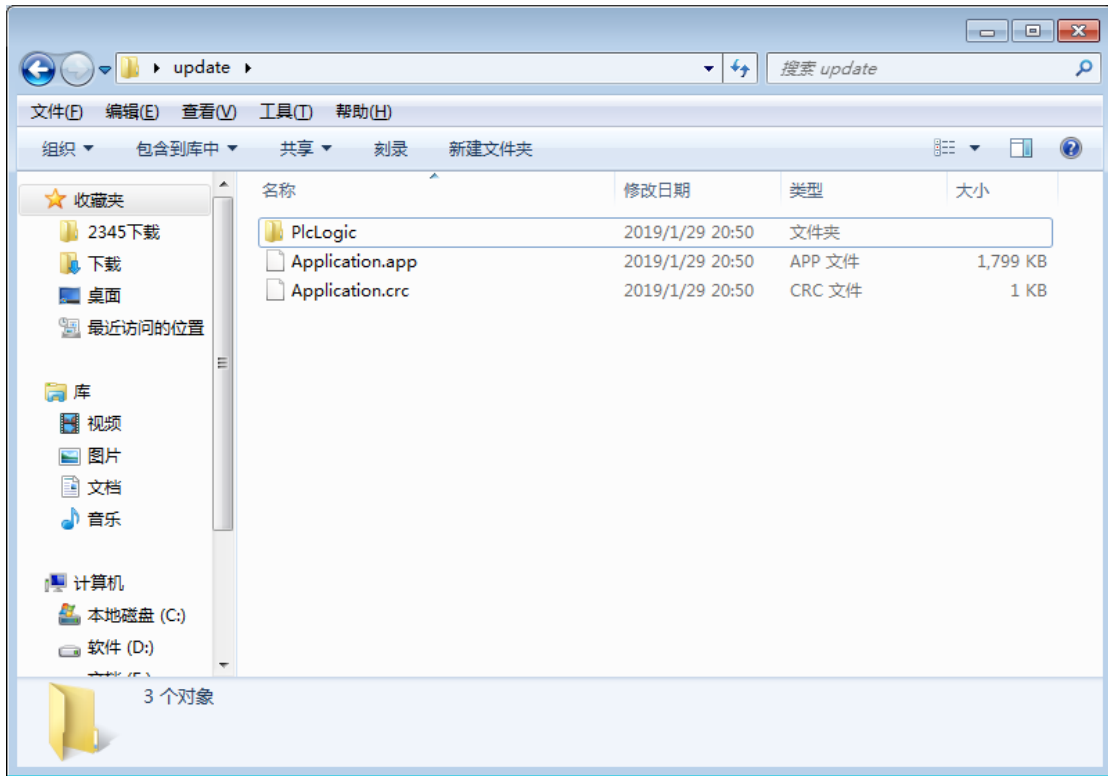 update
搜索 update
文件(F) 编辑(E) 查看(V) 工具(T) 帮助(H)
组织 包含到库中 共享 刻录 新建文件夹
名称 修改日期 类型 大小
收藏夹
2345下载
下载
桌面
最近访问的位置
库
视频
图片
文档
音乐
计算机
本地磁盘 (C:)
软件 (D:)
PlcLogic 2019/1/29 20:50 文件夹
Application.app 2019/1/29 20:50 APP 文件 1,799 KB
Application.crc 2019/1/29 20:50 CRC 文件 1 KB
3 个对象